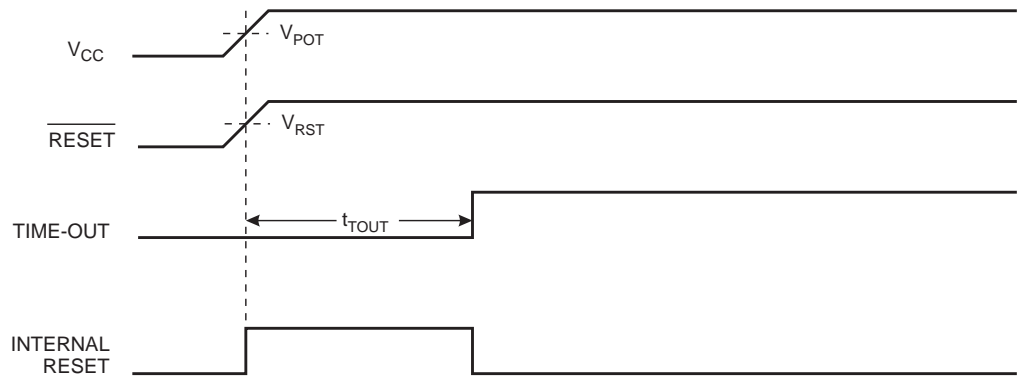 VCC
VPOT
RESET
VRST
TIME-OUT
tTOUT
INTERNAL
RESET